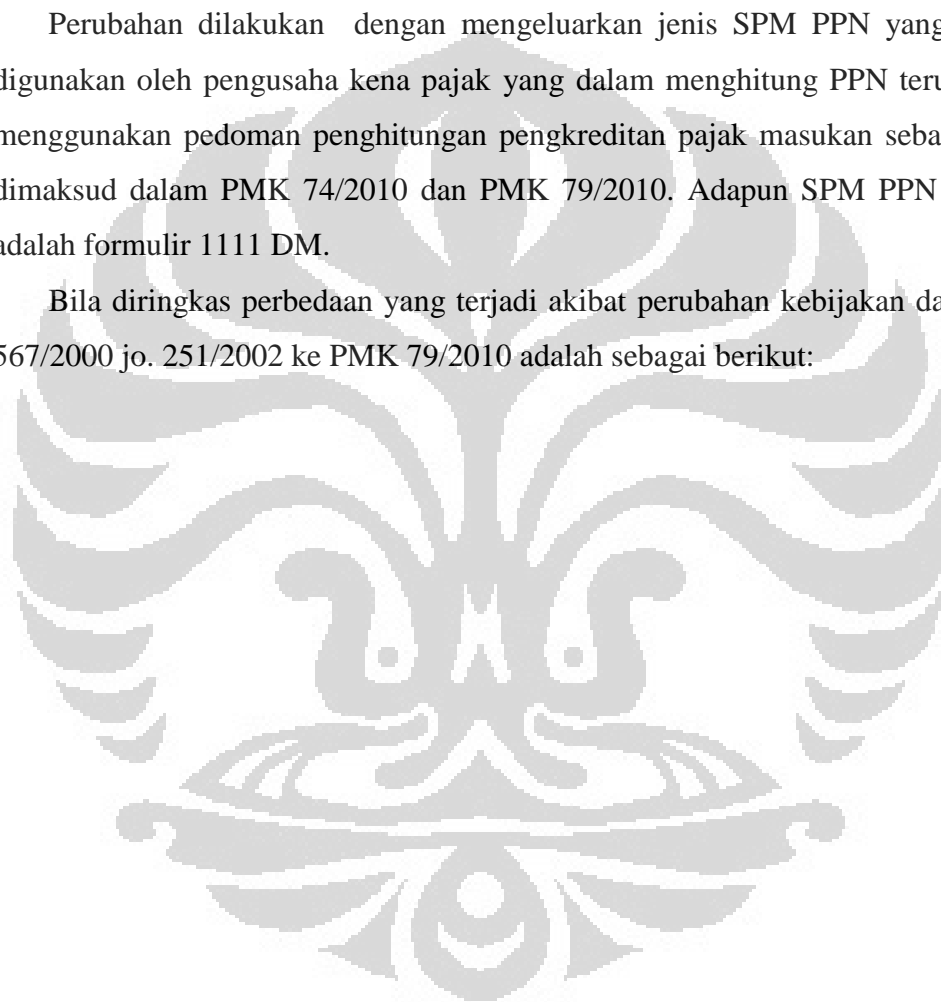 Perubahan dilakukan dengan mengeluarkan jenis SPM PPN yang
digunakan oleh pengusaha kena pajak yang dalam menghitung PPN
menggunakan pedoman penghitungan pengkreditan pajak masukan
dimaksud dalam PMK 74/2010 dan PMK 79/2010. Adapun SPM PPN
adalah formulir 1111 DM.
Bila diringkas perbedaan yang terjadi akibat perubahan kebijakan
567/2000 jo. 251/2002 ke PMK 79/2010 adalah sebagai berikut: